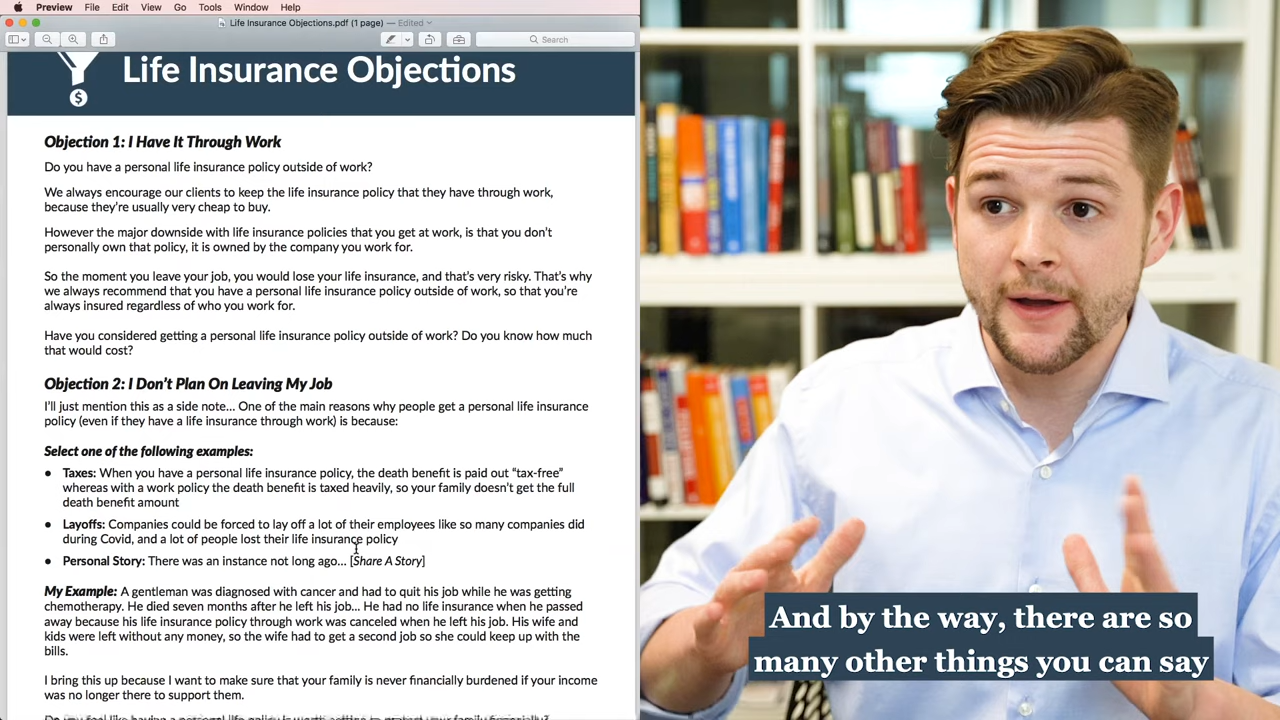 Preview File Edit View Go Tools Window Help
Life Insurance Objections.pdf (1 page) — Edited
Search
Life Insurance Objections
$
Objection 1: I Have It Through Work
Do you have a personal life insurance policy outside of work?
We always encourage our clients to keep the life insurance policy that they have through work,
because they're usually very cheap to buy.
However the major downside with life insurance policies that you get at work, is that you don't
personally own that policy, it is owned by the company you work for.
So the moment you leave your job, you would lose your life insurance, and that's very risky. That's why
we always recommend that you have a personal life insurance policy outside of work, so that you're
always insured regardless of who you work for.
Have you considered getting a personal life insurance policy outside of work? Do you know how much
that would cost?
Objection 2: I Don't Plan On Leaving My Job
I'll just mention this as a side note... One of the main reasons why people get a personal life insurance
policy (even if they have a life insurance through work) is because:
Select one of the following examples:
● Taxes: When you have a personal life insurance policy, the death benefit is paid out “tax-free”
whereas with a work policy the death benefit is taxed heavily, so your family doesn't get the full
death benefit amount
● Layoffs: Companies could be forced to lay off a lot of their employees like so many companies did
during Covid, and a lot of people lost their life insurance policy
● Personal Story: There was an instance not long ago... [Share A Story]
My Example: A gentleman was diagnosed with cancer and had to quit his job while he was getting
chemotherapy. He died seven months after he left his job... He had no life insurance when he passed
away because his life insurance policy through work was canceled when he left his job. His wife and
kids were left without any money, so the wife had to get a second job so she could keep up with the
bills.
I bring this up because I want to make sure that your family is never financially burdened if your income
was no longer there to support them.
And by the way, there are so
many other things you can say